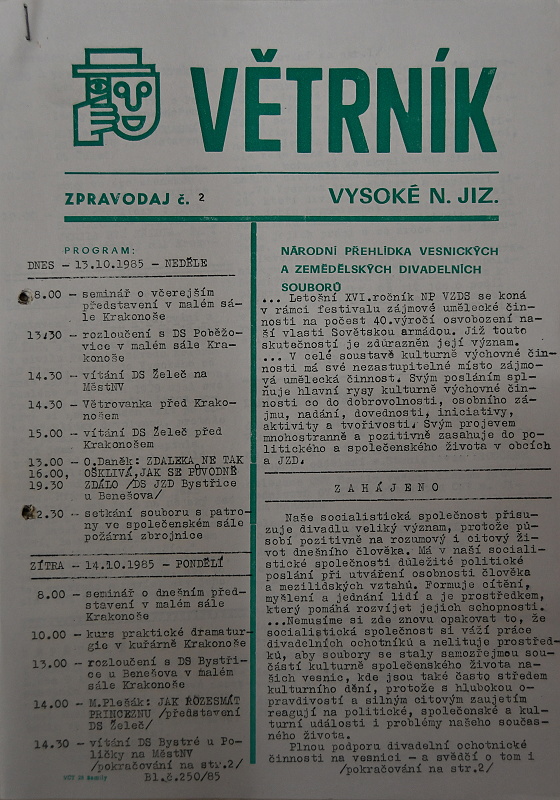 VĚTRNÍK
ZPRAVODAJ č. 2
VYSOKÉ N. JIZ.
PROGRAM:
DNES - 13.10.1985 - NEDĚLE
8.00 - seminář o včerejším
představení v malém sá-
le Krakonoše
13.30 - rozloučení s DS Poběžo-
vice v malém sále Kra-
konoše
14.30 - vítání DS Želeč na
MěstNV
14.30 - Větrovanka před Krako-
nošem
15.00 - vítání DS Želeč před
Krakonošem
13.00 - O.Daněk: ZDALEKA NE TAK
16.00, OŠKLIVÁ,JAK SE PŮVODNĚ
19.30 ZDÁLO /DS JZD Bystřice
u Benešova/
22.30 - setkání souboru s patro-
ny ve společenském sále
požární zbrojnice
ZÍTRA - 14.10.1985 - PONDĚLÍ
8.00 - seminář o dnešním před-
stavení v malém sále
Krakonoše
10.00 - kurs praktické dramatur-
gie v kuřárně Krakonoše
13.00 - rozloučení s DS Bystři-
ce u Benešova v malém
sále Krakonoše
14.00 - M.Plešák: JAK ROZESMÁT
PRINCEZNU /představení
DS Želeč/
14.30 - vítání DS Bystré u Po-
ličky na MěstNV
/pokračování na str.2/
Bl.č.250/85
NÁRODNÍ PŘEHLÍDKA VESNICKÝCH
A ZEMĚDĚLSKÝCH DIVADELNÍCH
SOUBORŮ
... Letošní XVI.ročník NP VZDS se koná
v rámci festivalu zájmové umělecké čin-
nosti na počest 40.výročí osvobození na-
ší vlasti Sovětskou armádou. Již touto
skutečností je zdůrazněn její význam.
... V celé soustavě kulturně výchovné čin-
nosti má své nezastupitelné místo zájmo-
vá umělecká činnost. Svým posláním spl-
ňuje hlavní rysy kulturně výchovné čin-
nosti co do dobrovolnosti, osobního zá-
jmu, nadání, dovednosti, iniciativy,
aktivity a tvořivosti. Svým projevem
mnohostranně a pozitivně zasahuje do po-
litického a společenského života v obcích
a JZD.
ZAHÁJENO
Naše socialistická společnost přisu-
zuje divadlu veliký význam, protože pů-
sobí pozitivně na rozumový i citový ži-
vot dnešního člověka. Má v naší sociali-
stické společnosti důležité politické
poslání při utváření osobnosti člověka
a mezilidských vztahů. Formuje cítění,
myšlení a jednání lidí a je prostředkem,
který pomáhá rozvíjet jejich schopnosti.
...Nemusíme si zde znovu opakovat to, že
socialistická společnost si váží práce
divadelních ochotníků a nelituje prostřed-
ků, aby soubory se staly samozřejmou sou-
částí kulturně společenského života na-
šich vesnic, kde jsou také často středem
kulturního dění, protože s hlubokou o-
pravdovostí a silným citovým zaujetím
reagují na politické, společenské a kul-
turní události i problémy našeho součas-
ného života.
Plnou podporu divadelní ochotnické
činnosti na vesnici - a svědčí o tom i
/pokračování na str.2/